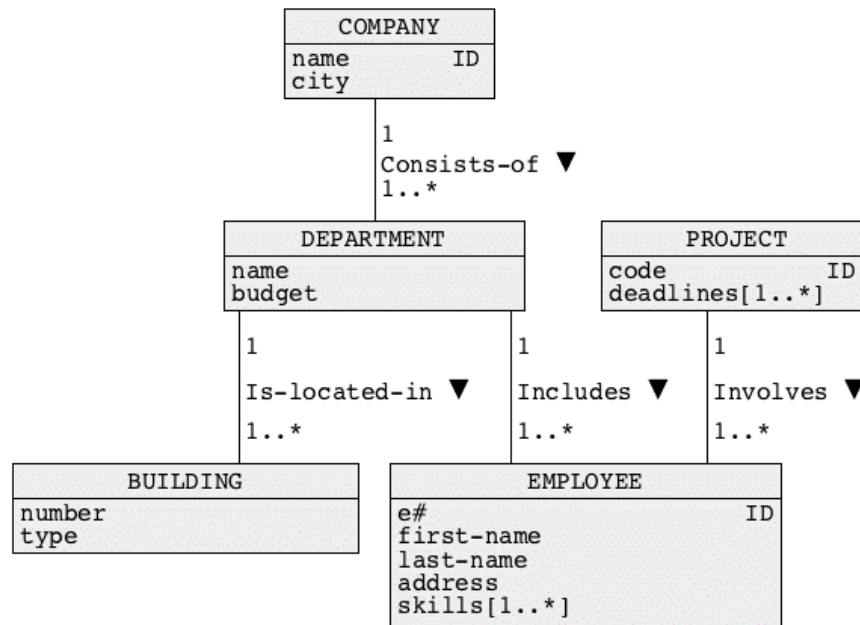 COMPANY
name ID
city
1
Consists-of ▼
1..*
DEPARTMENT
name
budget
PROJECT
code ID
deadlines[1..*]
1
Is-located-in ▼
1..*
1
Includes ▼
1..*
1
Involves ▼
1..*
BUILDING
number
type
EMPLOYEE
e# ID
first-name
last-name
address
skills[1..*]